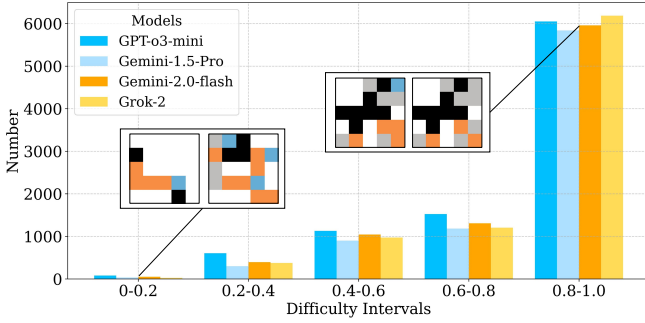 Models
GPT-o3-mini
Gemini-1.5-Pro
Gemini-2.0-flash
Grok-2
Number
6000
5000
4000
3000
2000
1000
0
0-0.2
0.2-0.4
0.4-0.6
0.6-0.8
0.8-1.0
Difficulty Intervals